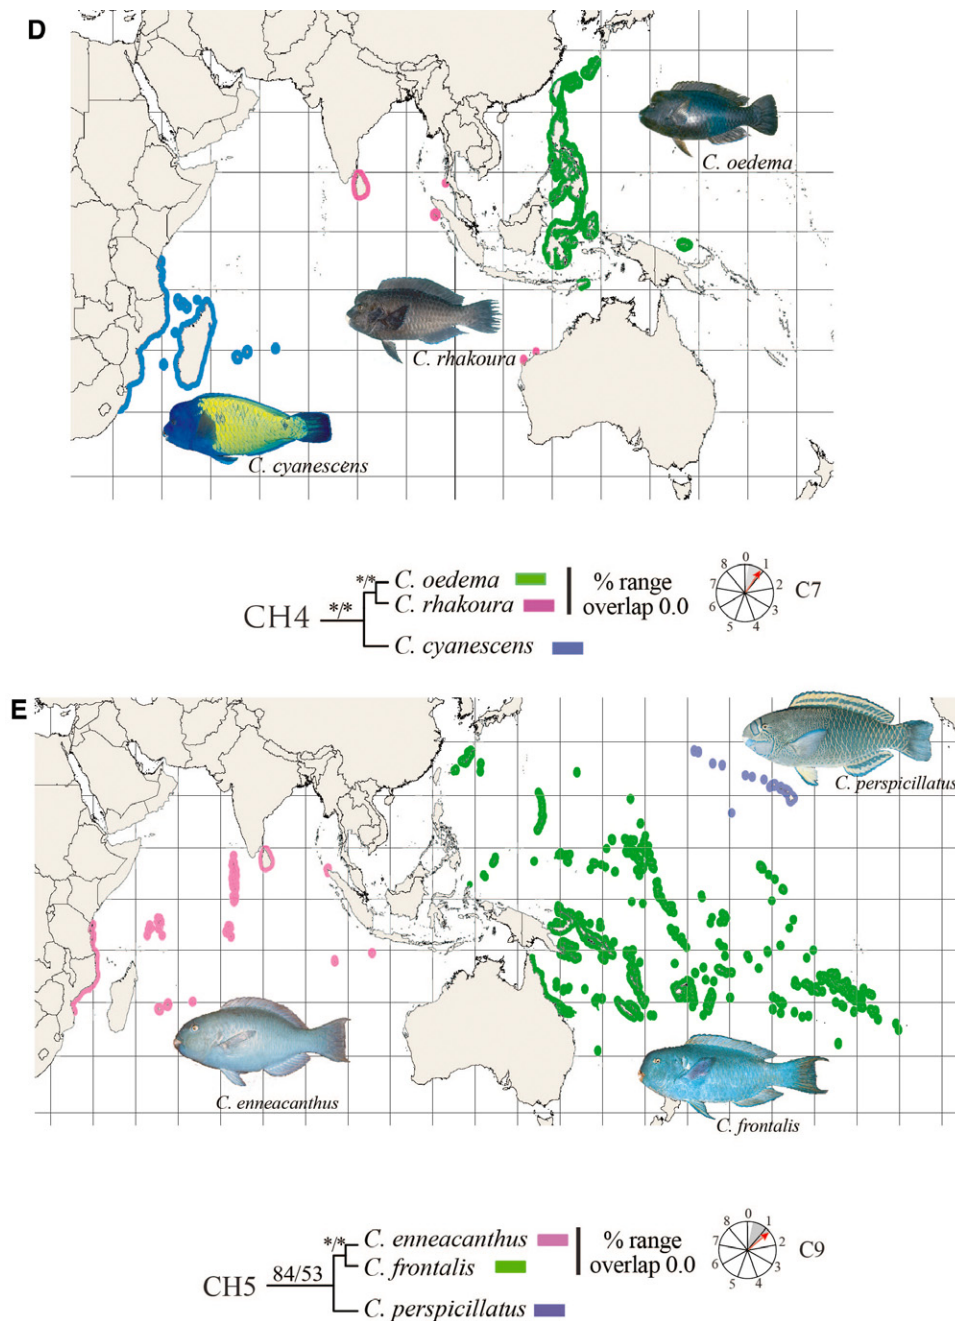 D
C. oedema
C. rhakoura
C. cyanescens
CH4
*/*
*/*
C. oedema
C. rhakoura
C. cyanescens
% range
overlap 0.0
0
1
2
3
4
5
6
7
8
C7
E
C. perspicillatus
C. enneacanthus
C. frontalis
CH5
84/53
*/*
C. enneacanthus
C. frontalis
C. perspicillatus
% range
overlap 0.0
0
1
2
3
4
5
6
7
8
C9